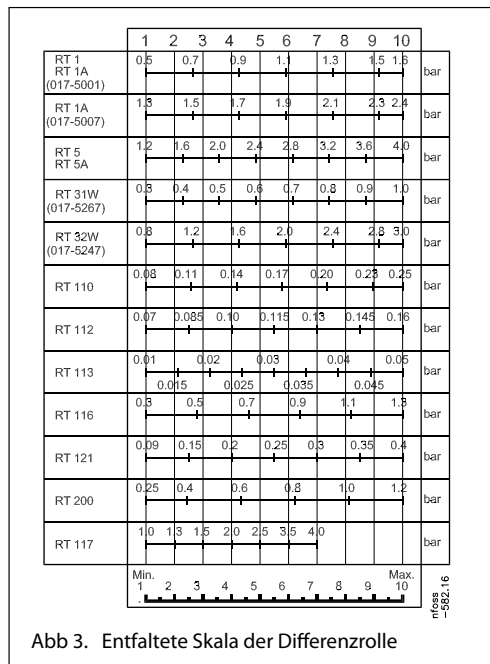 1 2 3 4 5 6 7 8 9 10
RT 1
RT 1A
(017-5001)
0.5 0.7 0.9 1.1 1.3 1.5 1.6 bar
RT 1A
(017-5007)
1.3 1.5 1.7 1.9 2.1 2.3 2.4 bar
RT 5
RT 5A
1.2 1.6 2.0 2.4 2.8 3.2 3.6 4.0 bar
RT 31W
(017-5267)
0.3 0.4 0.5 0.6 0.7 0.8 0.9 1.0 bar
RT 32W
(017-5247)
0.8 1.2 1.6 2.0 2.4 2.8 3.0 bar
RT 110 0.08 0.11 0.14 0.17 0.20 0.23 0.25 bar
RT 112 0.07 0.085 0.10 0.115 0.13 0.145 0.16 bar
RT 113 0.01 0.02 0.03 0.04 0.05 bar
0.015 0.025 0.035 0.045
RT 116 0.3 0.5 0.7 0.9 1.1 1.3 bar
RT 121 0.09 0.15 0.2 0.25 0.3 0.35 0.4 bar
RT 200 0.25 0.4 0.6 0.8 1.0 1.2 bar
RT 117 1.0 1.3 1.5 2.0 2.5 3.5 4.0 bar
Min. Max.
1 2 3 4 5 6 7 8 9 10
nfoss
-582.16
Abb 3. Entfaltete Skala der Differenzrolle